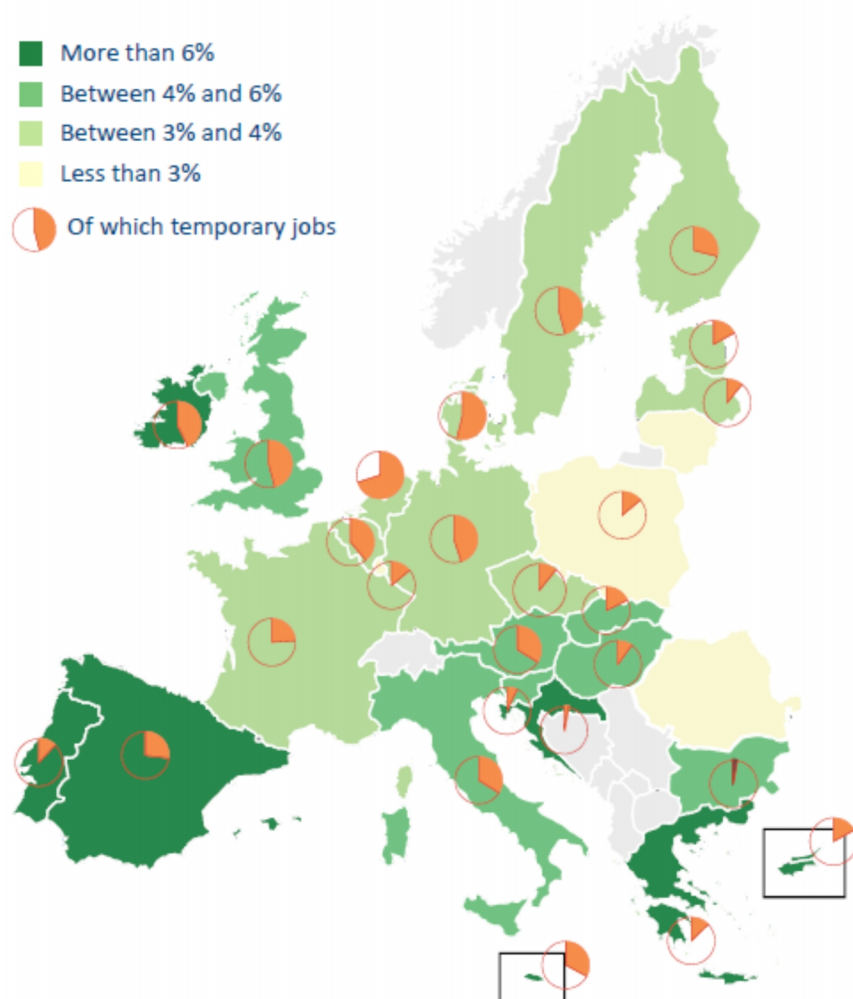 More than 6%
Between 4% and 6%
Between 3% and 4%
Less than 3%
Of which temporary jobs